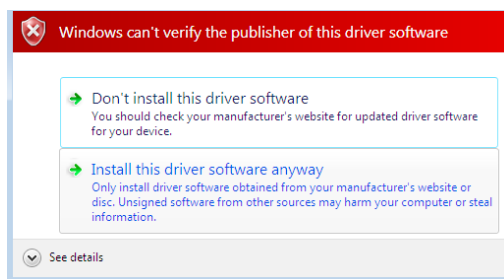 Windows can't verify the publisher of this driver software
Don't install this driver software
You should check your manufacturer's website for updated driver software
for your device.
Install this driver software anyway
Only install driver software obtained from your manufacturer's website or
disc. Unsigned software from other sources may harm your computer or steal
information.
See details